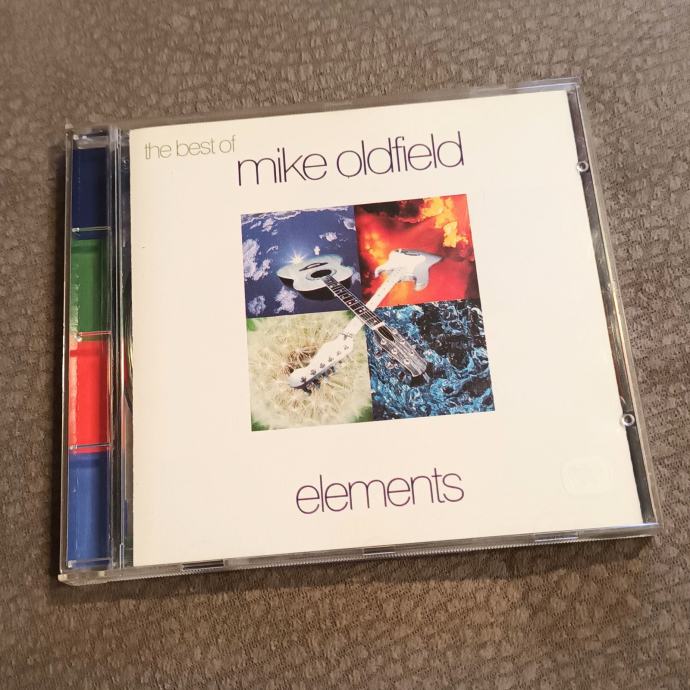 the best of
mike oldfield
elements